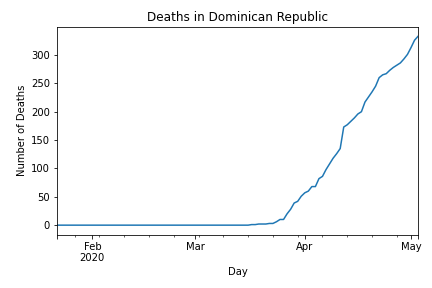 Deaths in Dominican Republic
Number of Deaths
300
250
200
150
100
50
0
Feb
2020
Mar
Apr
May
Day